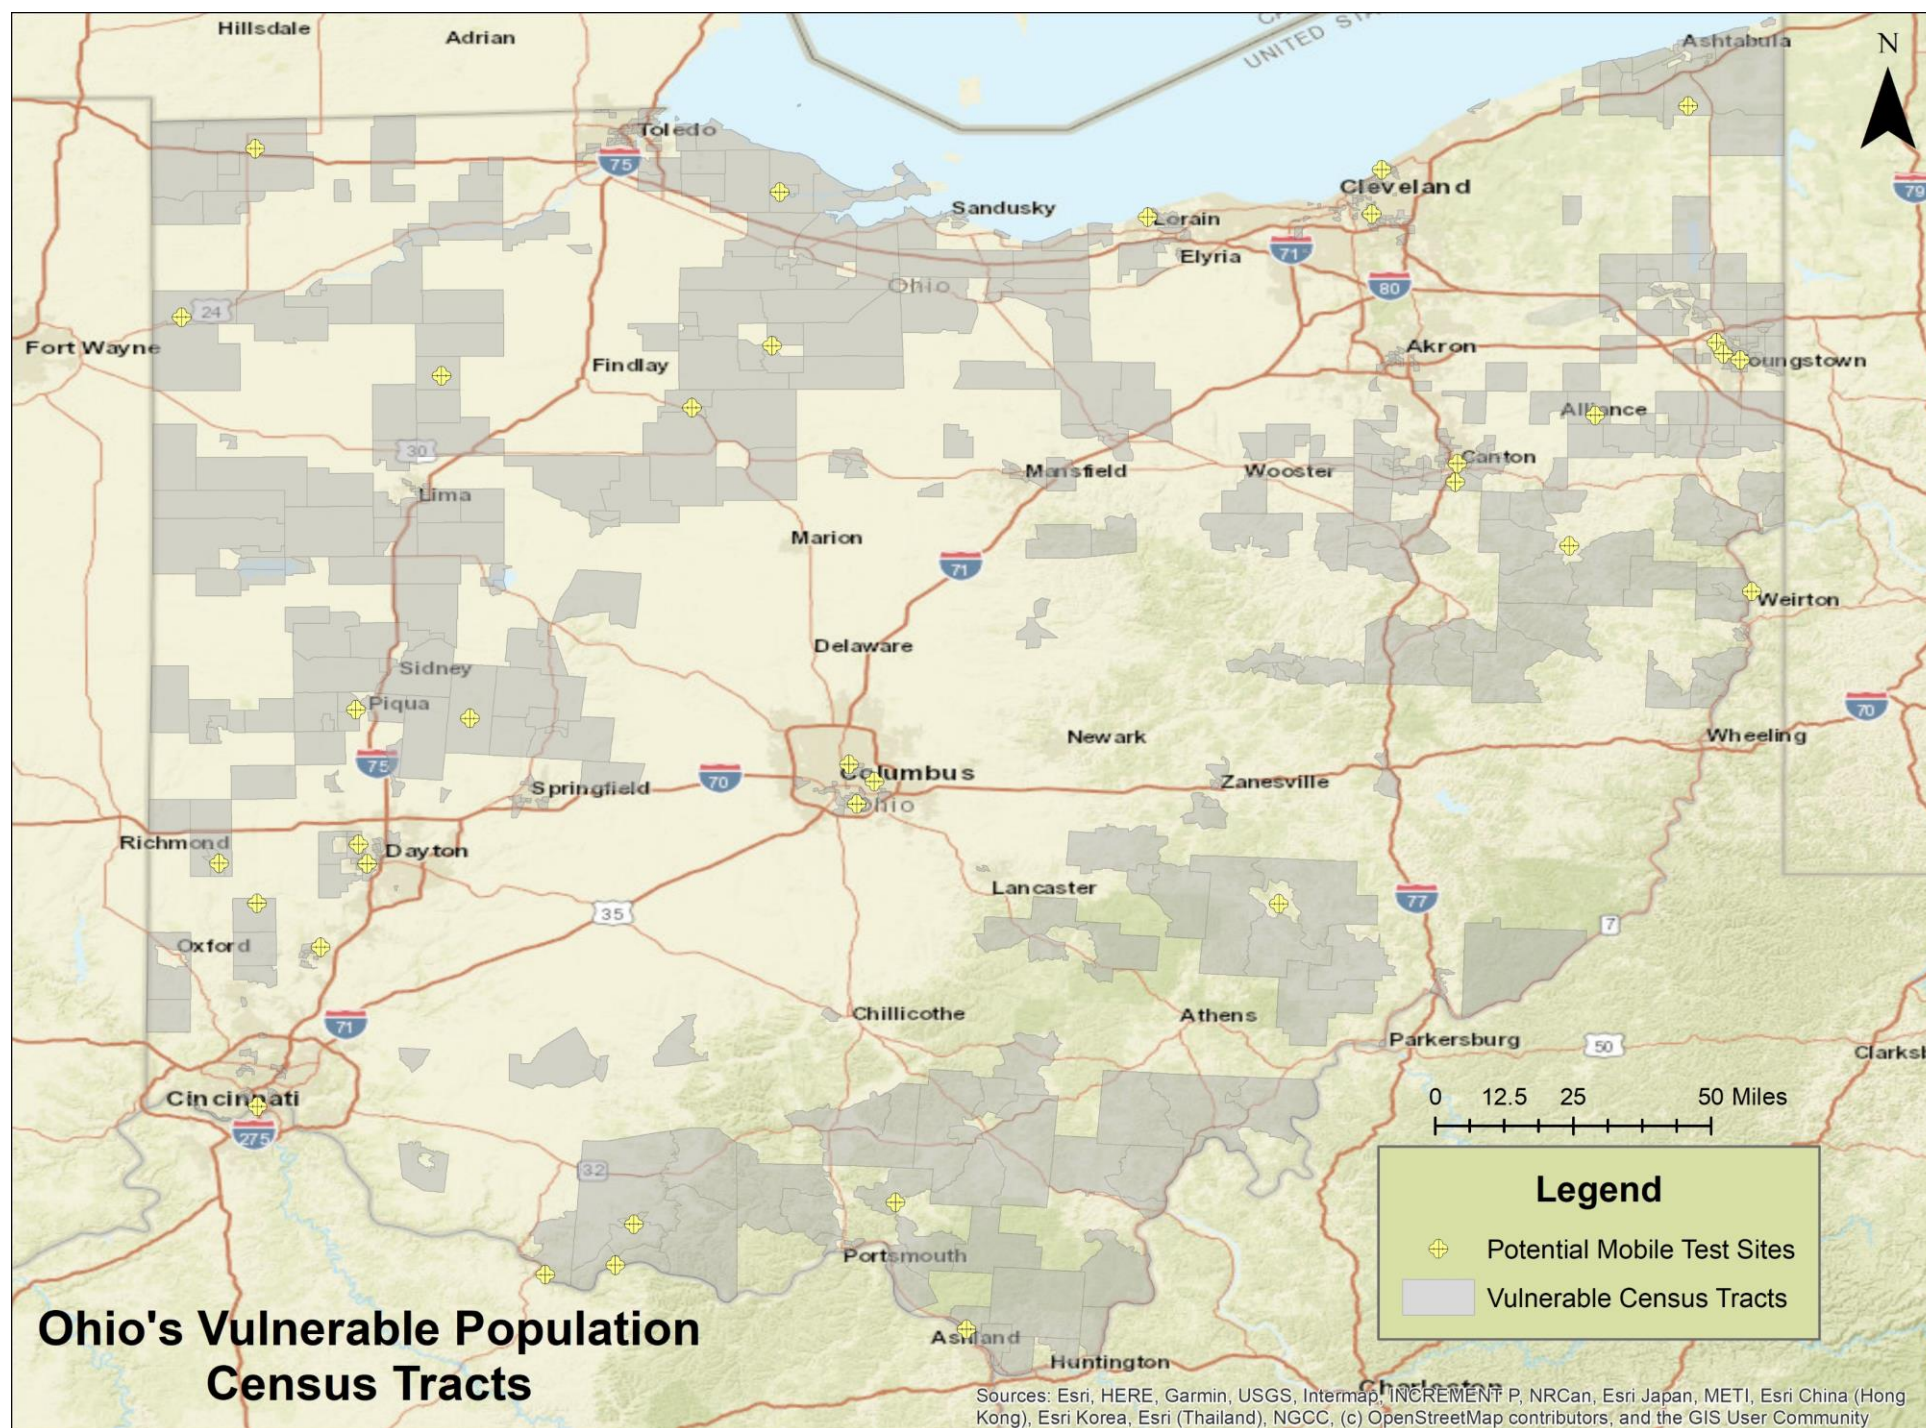 CA
UNITED STA
Hillsdale
Adrian
Ashtabula
N
Toledo
75
Cleveland
79
Sandusky
Lorain
Elyria
71
80
Ohio
24
Fort Wayne
Findlay
Akron
Youngstown
Alliance
30
Mansfield
Wooster
Canton
Lima
Marion
71
Weirton
Delaware
Sidney
Piqua
70
Newark
Wheeling
75
Springfield
70
Columbus
Zanesville
Ohio
Richmond
Dayton
Lancaster
77
35
7
Oxford
Chillicothe
Athens
71
Parkersburg
50
Clarksb
Cincinnati
275
0 12.5 25 50 Miles
32
Legend
Potential Mobile Test Sites
Vulnerable Census Tracts
Portsmouth
Ashland
Huntington
Charleston
Ohio's Vulnerable Population
Census Tracts
Sources: Esri, HERE, Garmin, USGS, Intermap, INCREMENT P, NRCan, Esri Japan, METI, Esri China (Hong
Kong), Esri Korea, Esri (Thailand), NGCC, (c) OpenStreetMap contributors, and the GIS User Community